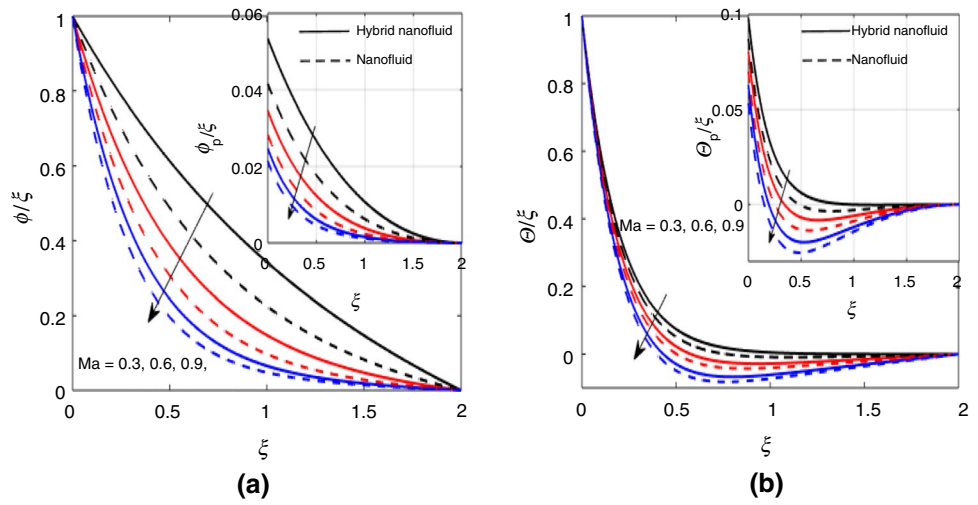 1
0.8
0.6
0.4
0.2
0
ϕ/ξ
0 0.5 1 1.5 2
ξ
Ma = 0.3, 0.6, 0.9,
0.06
0.04
0.02
0
ϕp/ξ
0 0.5 1.0 1.5 2
ξ
Hybrid nanofluid
Nanofluid
(a)
1
0.8
0.6
0.4
0.2
0
Θ/ξ
0 0.5 1 1.5 2
ξ
Ma = 0.3, 0.6, 0.9
0.1
0.05
0
Θp/ξ
0 0.5 1 1.5 2
ξ
Hybrid nanofluid
Nanofluid
(b)